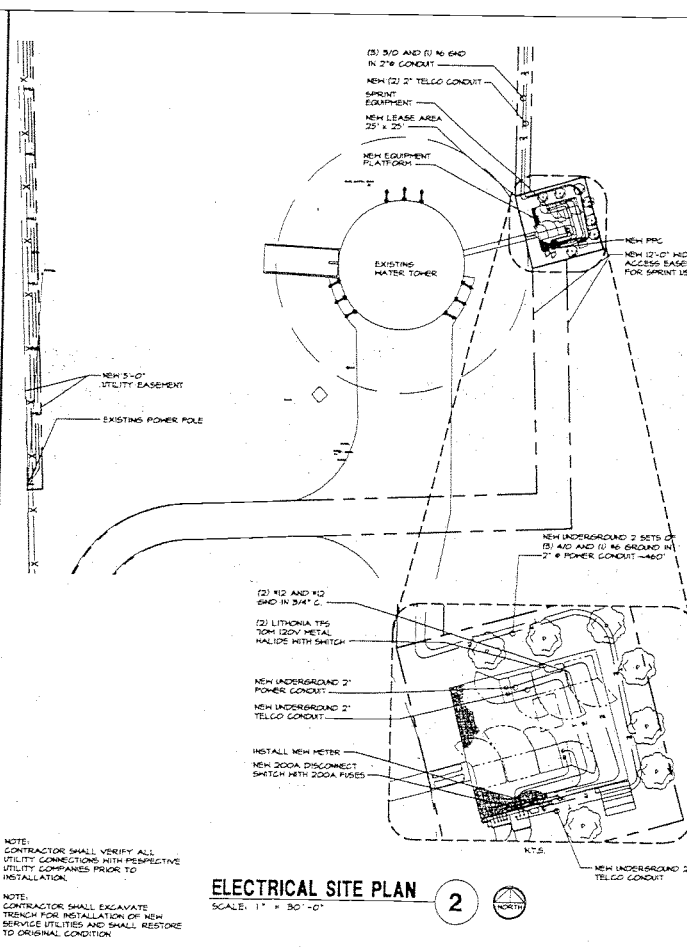 (3) 3/0 AND (1) #6 GND
IN 2"Ø CONDUIT
NEW (2) 2" TELCO CONDUIT
SPRINT
EQUIPMENT
NEW LEASE AREA
25' x 25'
NEW EQUIPMENT
PLATFORM
EXISTING
WATER TOWER
NEW PPC
NEW 12'-0" WID
ACCESS EASE
FOR SPRINT US
NEW 5'-0"
UTILITY EASEMENT
EXISTING POWER POLE
NEW UNDERGROUND 2 SETS OF
(3) 4/0 AND (1) #6 GROUND IN
2" Ø POWER CONDUIT ~460'
(2) #12 AND #12
GND IN 3/4" C.
(2) LITHONIA TFS
70M 120V METAL
HALIDE WITH SWITCH
NEW UNDERGROUND 2"
POWER CONDUIT
NEW UNDERGROUND 2"
TELCO CONDUIT
INSTALL NEW METER
NEW 200A DISCONNECT
SWITCH WITH 200A FUSES
N.T.S.
NEW UNDERGROUND 2
TELCO CONDUIT
NOTE:
CONTRACTOR SHALL VERIFY ALL
UTILITY CONNECTIONS WITH PESPECTIVE
UTILITY COMPANIES PRIOR TO
INSTALLATION.
NOTE:
CONTRACTOR SHALL EXCAVATE
TRENCH FOR INSTALLATION OF NEW
SERVICE UTILITIES AND SHALL RESTORE
TO ORIGINAL CONDITION
ELECTRICAL SITE PLAN
SCALE: 1" = 30'-0"
2
NORTH